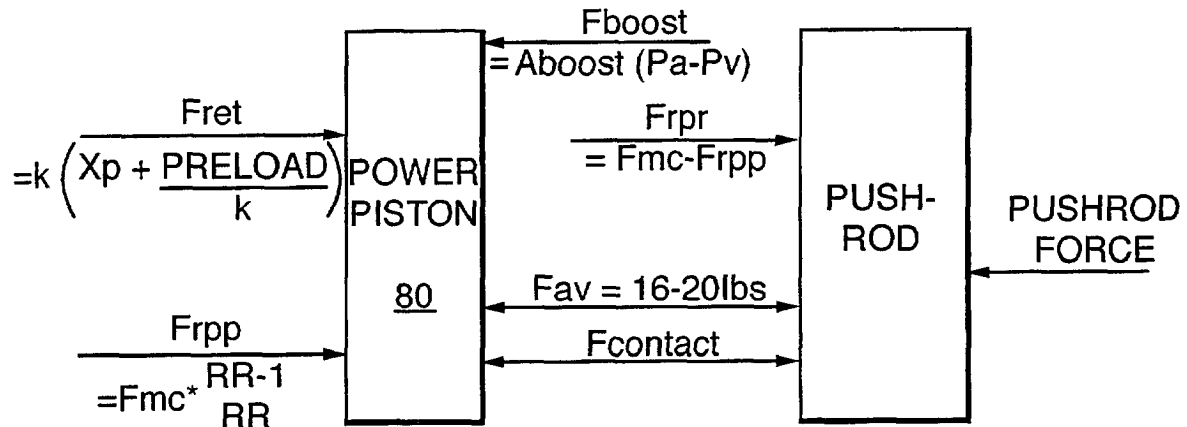 Fboost
= Aboost (Pa-Pv)
Fret
=k (Xp + PRELOAD
k)
Frpr
= Fmc-Frpp
POWER
PISTON
80
PUSH-
ROD
PUSHROD
FORCE
Fav = 16-20lbs
Fcontact
Frpp
=Fmc* RR-1
RR